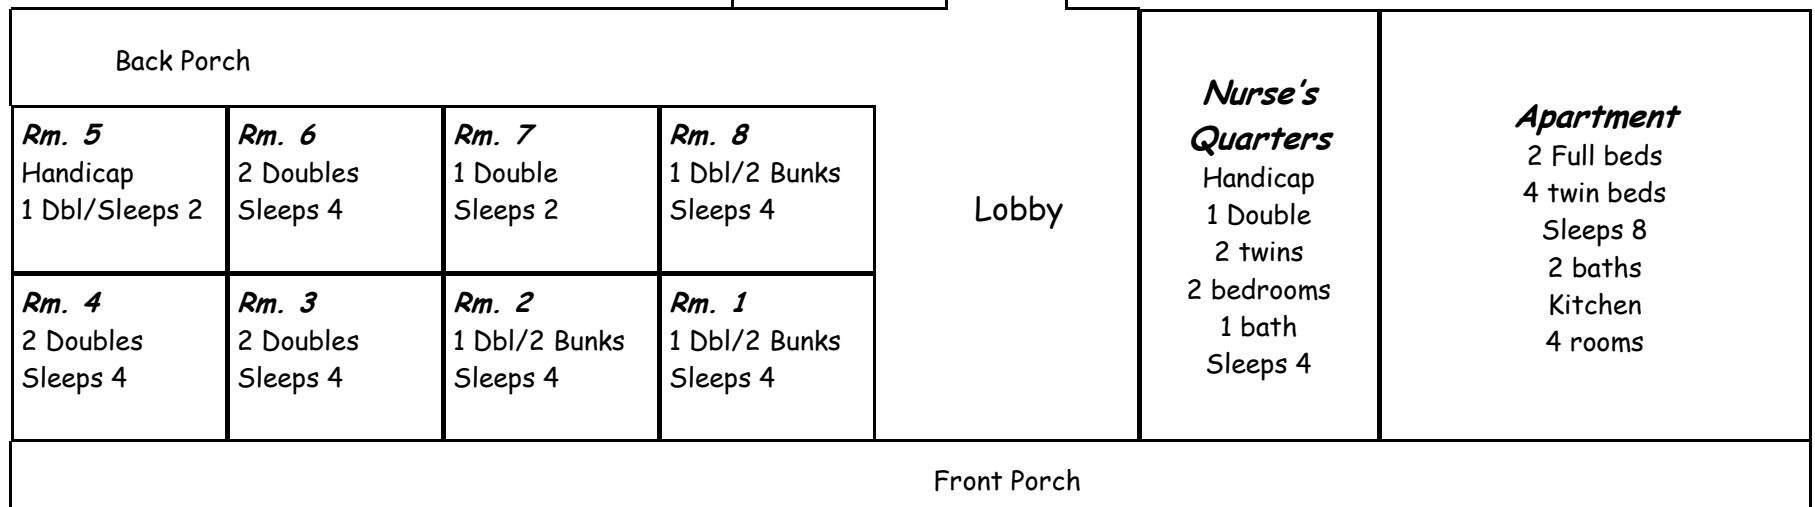 Back Porch
Rm. 5
Handicap
1 Dbl/Sleeps 2
Rm. 6
2 Doubles
Sleeps 4
Rm. 7
1 Double
Sleeps 2
Rm. 8
1 Dbl/2 Bunks
Sleeps 4
Rm. 4
2 Doubles
Sleeps 4
Rm. 3
2 Doubles
Sleeps 4
Rm. 2
1 Dbl/2 Bunks
Sleeps 4
Rm. 1
1 Dbl/2 Bunks
Sleeps 4
Lobby
Nurse's
Quarters
Handicap
1 Double
2 twins
2 bedrooms
1 bath
Sleeps 4
Apartment
2 Full beds
4 twin beds
Sleeps 8
2 baths
Kitchen
4 rooms
Front Porch